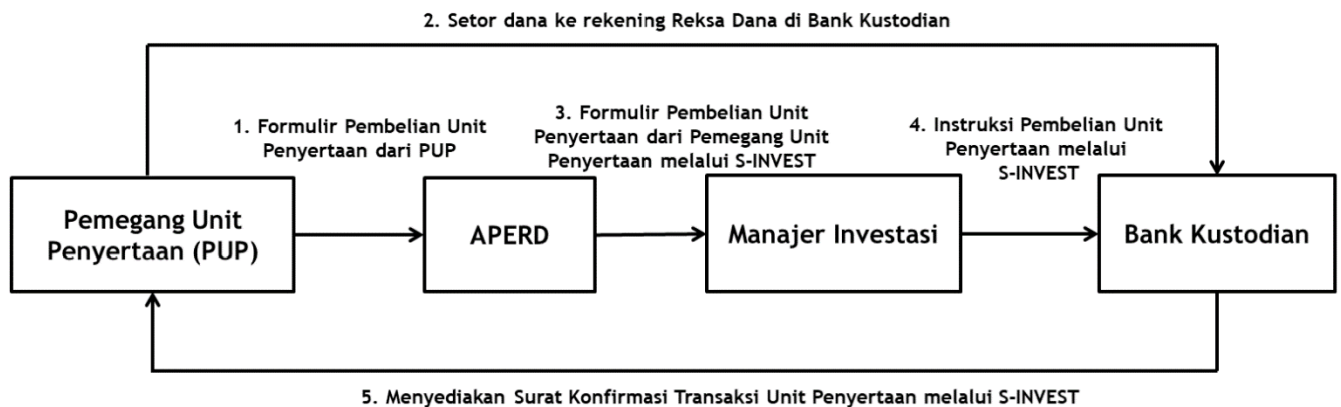 2. Setor dana ke rekening Reksa Dana di Bank Kustodian
1. Formulir Pembelian Unit
Penyertaan dari PUP
3. Formulir Pembelian Unit
Penyertaan dari Pemegang Unit
Penyertaan melalui S-INVEST
4. Instruksi Pembelian Unit
Penyertaan melalui
S-INVEST
Pemegang Unit
Penyertaan (PUP)
APERD
Manajer Investasi
Bank Kustodian
5. Menyediakan Surat Konfirmasi Transaksi Unit Penyertaan melalui S-INVEST